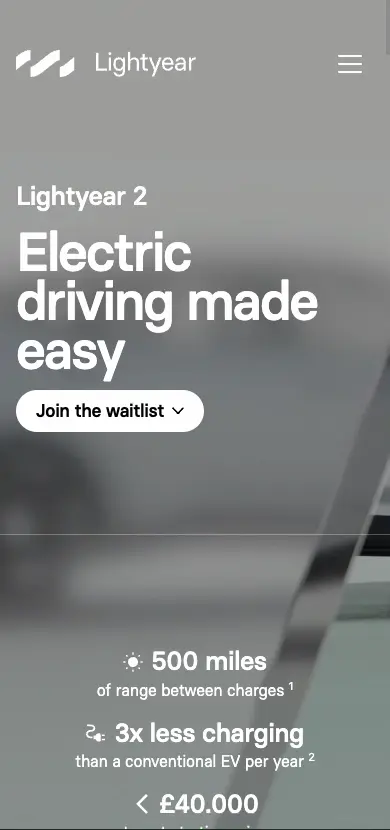 Lightyear
Lightyear 2
Electric
driving made
easy
Join the waitlist
500 miles
of range between charges ¹
3x less charging
than a conventional EV per year ²
< £40.000